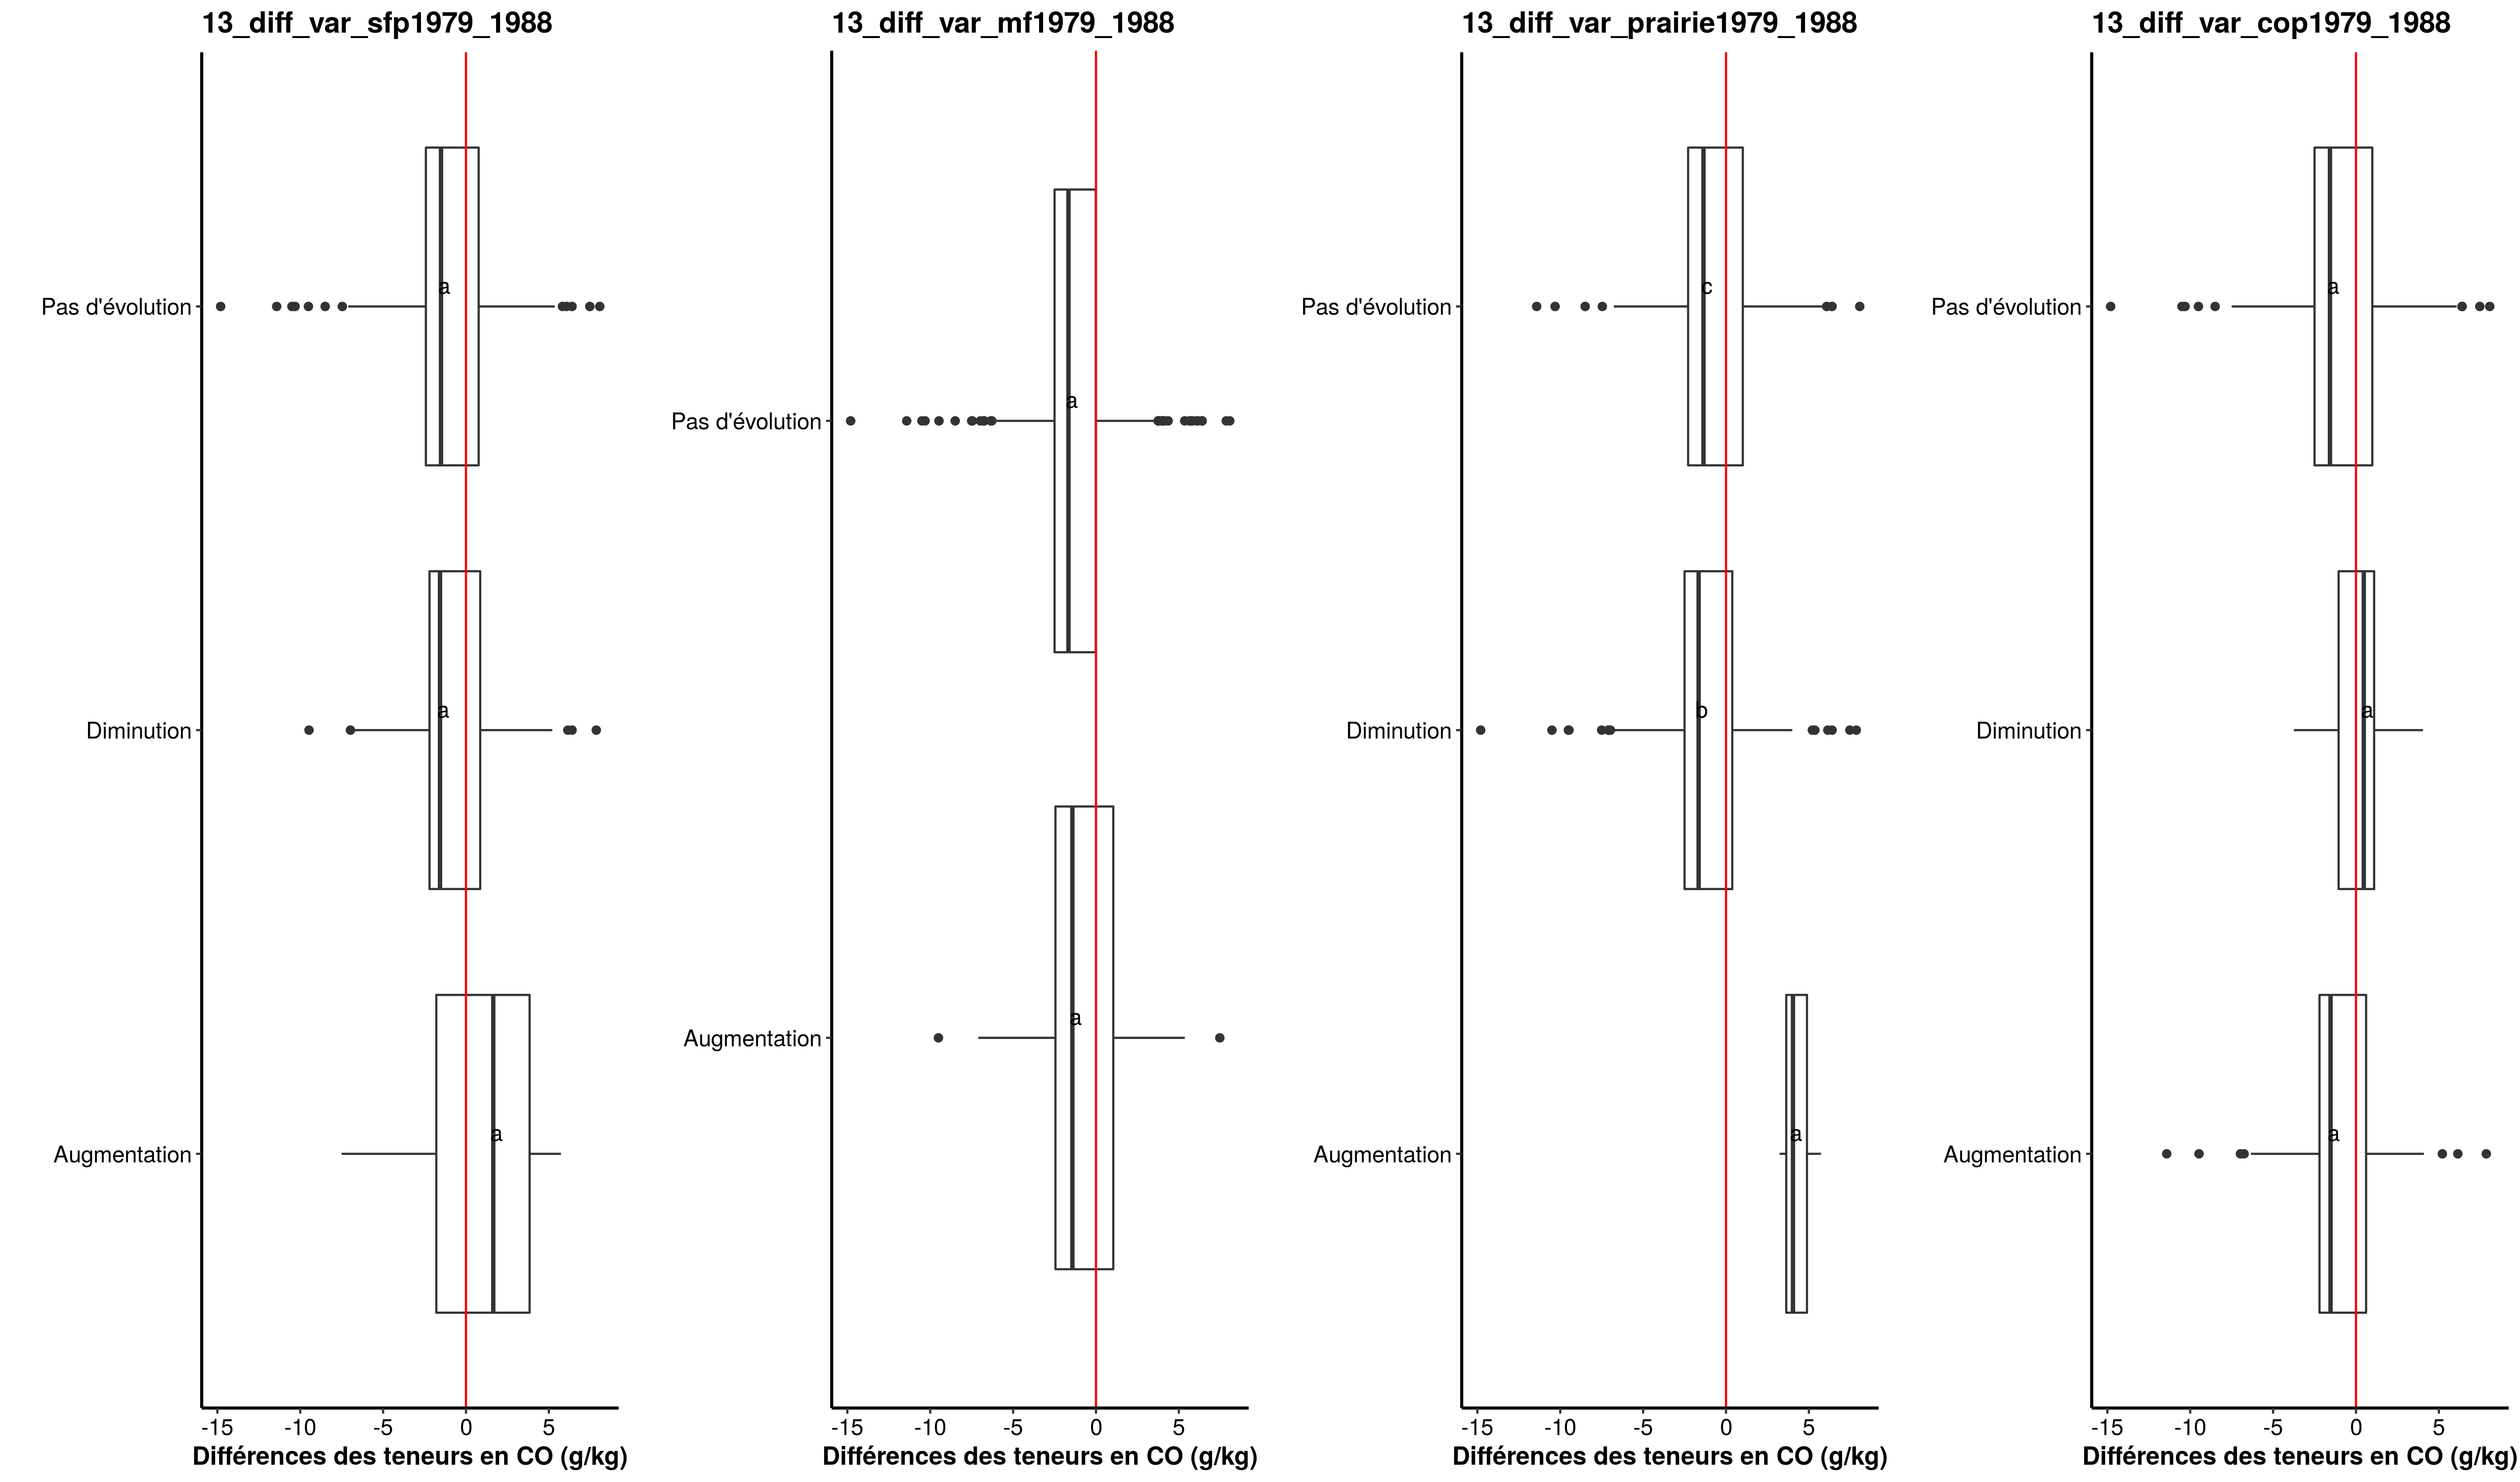 13_diff_var_sfp1979_1988
Pas d'évolution
a
Diminution
a
Augmentation
a
-15 -10 -5 0 5
Différences des teneurs en CO (g/kg)
13_diff_var_mf1979_1988
Pas d'évolution
a
Augmentation
a
-15 -10 -5 0 5
Différences des teneurs en CO (g/kg)
13_diff_var_prairie1979_1988
Pas d'évolution
c
Diminution
b
Augmentation
a
-15 -10 -5 0 5
Différences des teneurs en CO (g/kg)
13_diff_var_cop1979_1988
Pas d'évolution
a
Diminution
a
Augmentation
a
-15 -10 -5 0 5
Différences des teneurs en CO (g/kg)